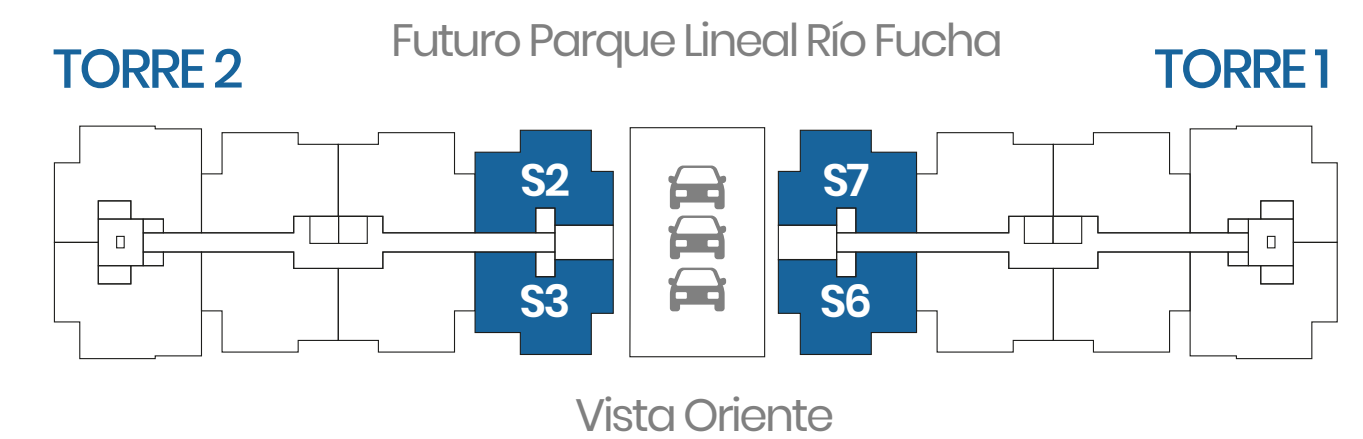 Futuro Parque Lineal Río Fucha
TORRE 2
TORRE 1
S2
S7
S3
S6
Vista Oriente